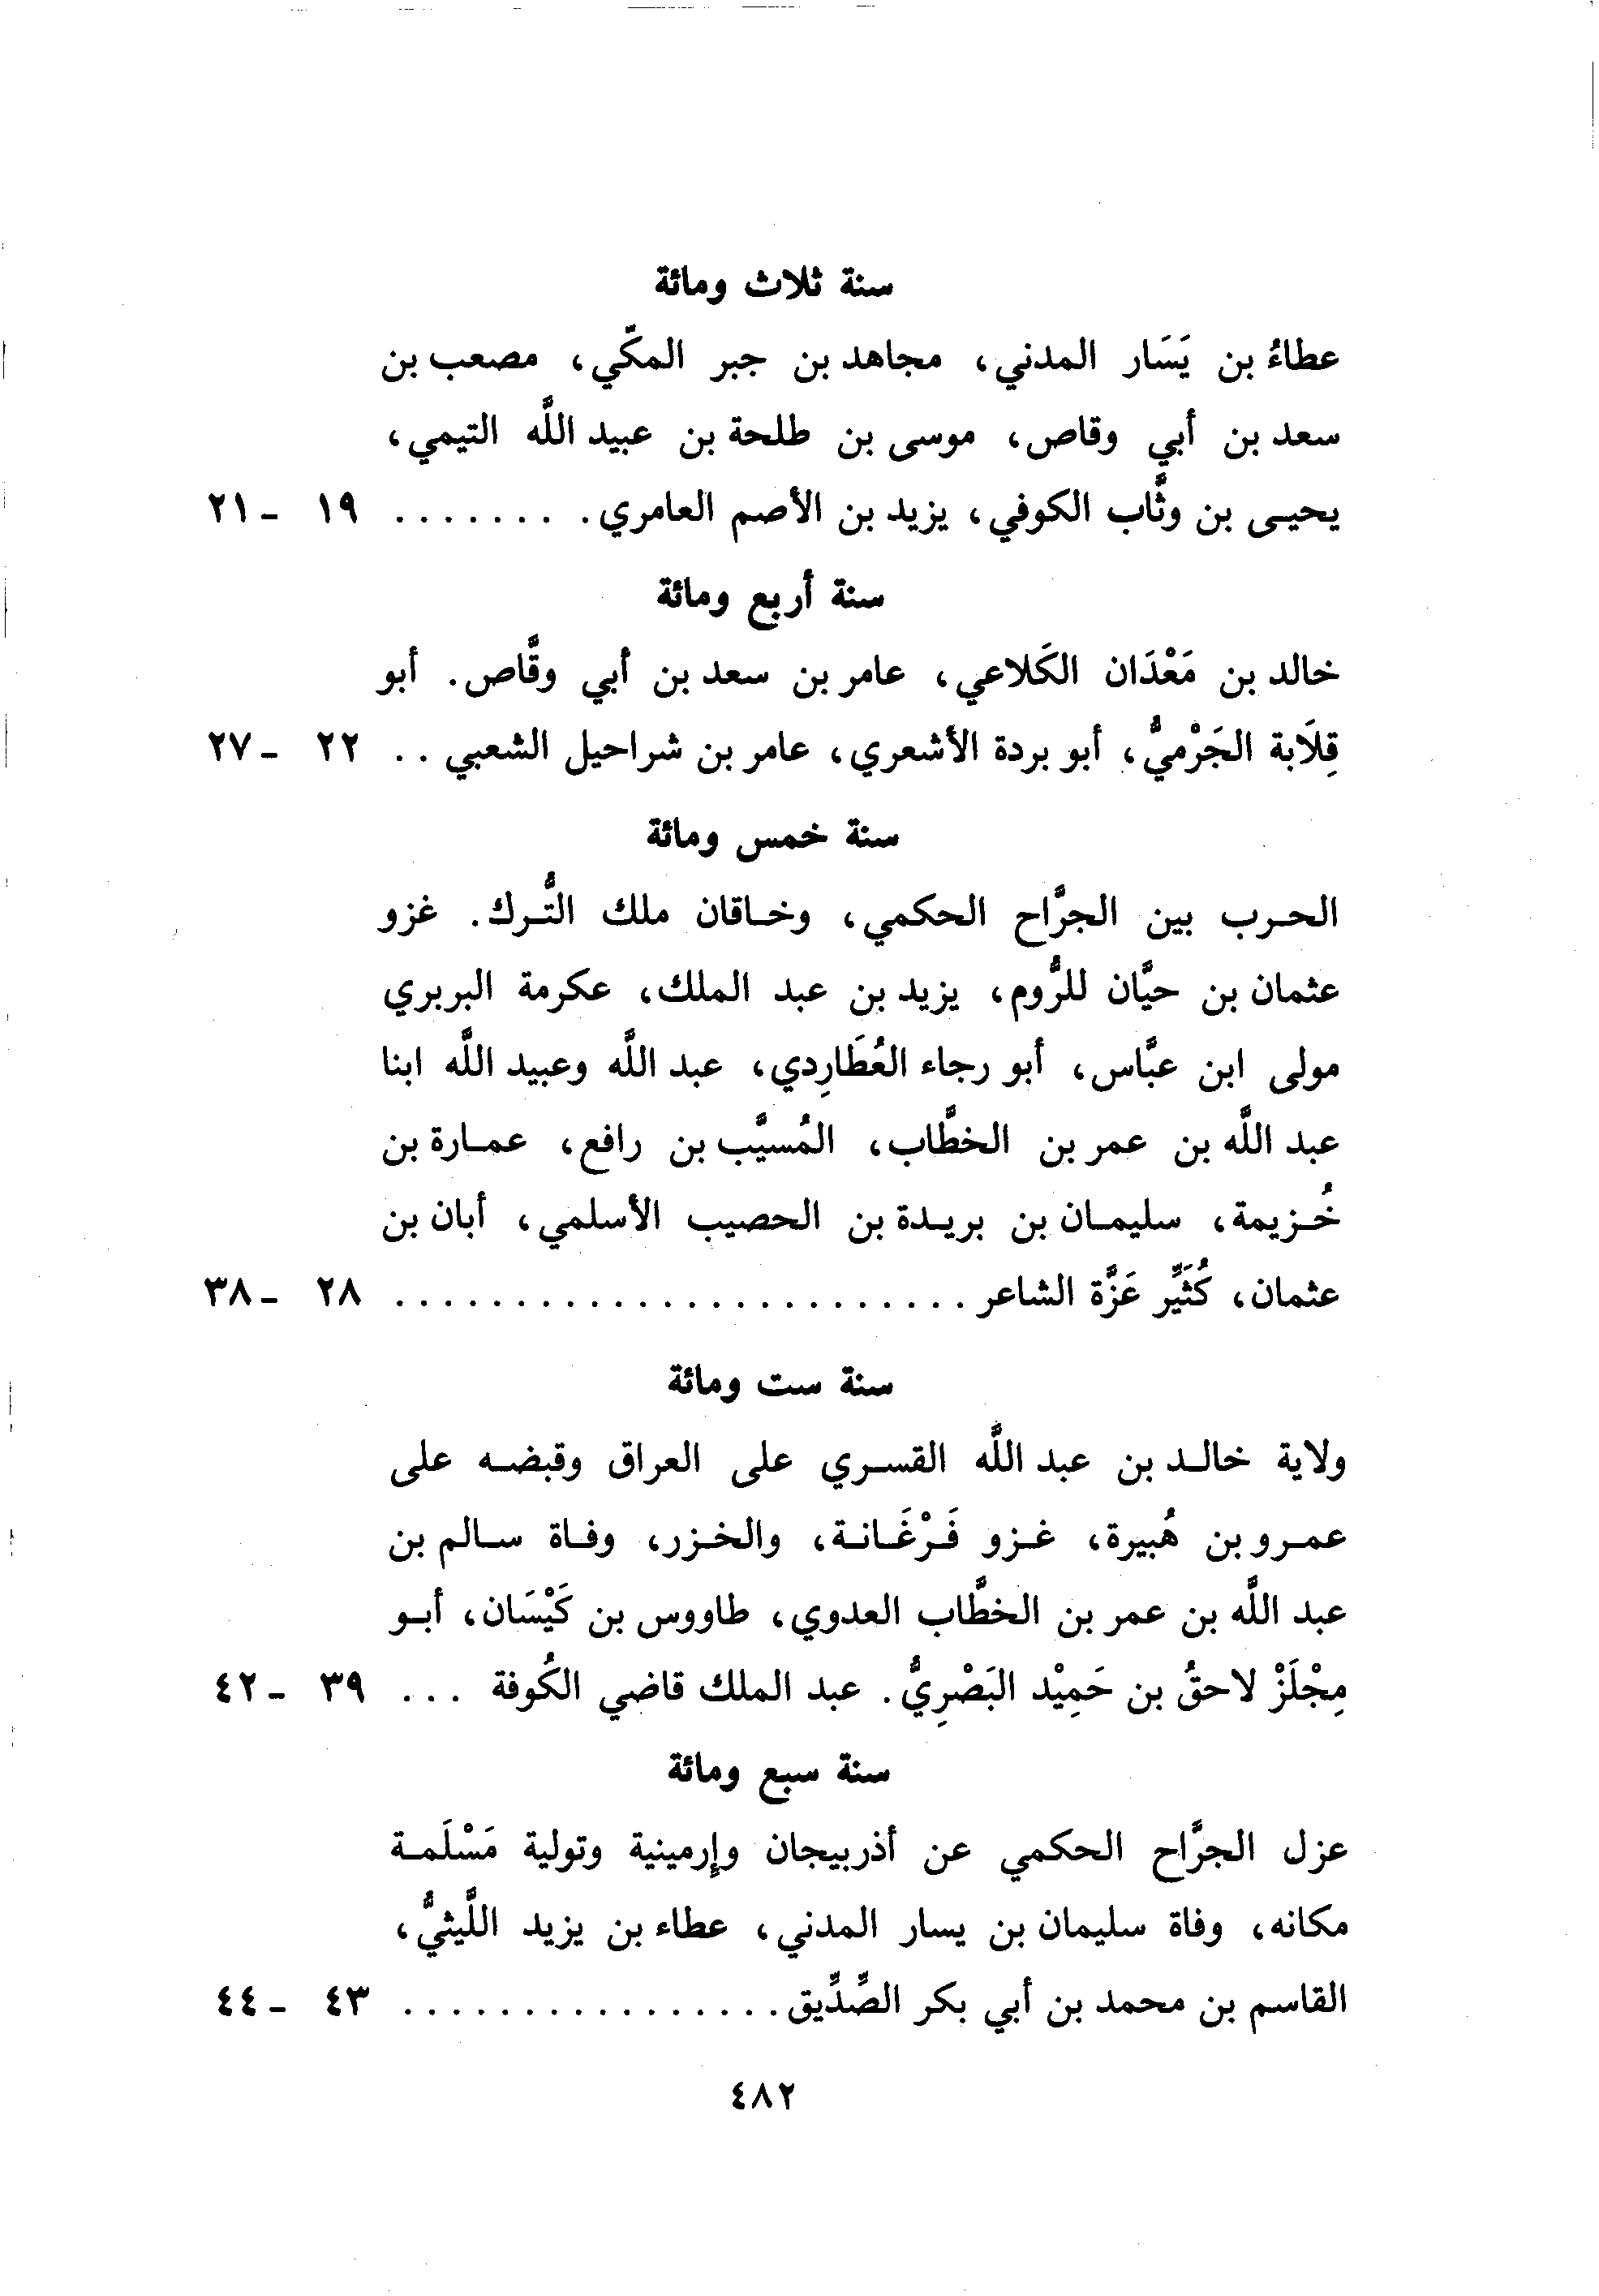 سنة ثلاث ومائة
عطاءُ بن يَسَار المدني، مجاهد بن جبر المكّي، مصعب بن
سعد بن أبي وقاص، موسى بن طلحة بن عبيد اللَّه التيمي،
يحيى بن وثَّاب الكوفي، يزيد بن الأصم العامري. . . . . . . . ١٩ - ٢١
سنة أربع ومائة
خالد بن مَعْدَان الكَلاعي، عامر بن سعد بن أبي وقَّاص. أبو
قِلَابة الجَرْميُّ، أبو بردة الأشعري، عامر بن شراحيل الشعبي . . ٢٢ - ٢٧
سنة خمس ومائة
الحرب بين الجرَّاح الحكمي، وخاقان ملك التُّرك. غزو
عثمان بن حيَّان للرُّوم، يزيد بن عبد الملك، عكرمة البربري
مولى ابن عبَّاس، أبو رجاء العُطَارِدي، عبد اللَّه وعبيد اللَّه ابنا
عبد اللَّه بن عمر بن الخطَّاب، المُسيَّب بن رافع، عمارة بن
خُزيمة، سليمان بن بريدة بن الحصيب الأسلمي، أبان بن
عثمان، كُثَيِّر عَزَّة الشاعر . . . . . . . . . . . . . . . . . . . . . . . . ٢٨ - ٣٨
سنة ست ومائة
ولاية خالد بن عبد اللَّه القسري على العراق وقبضه على
عمرو بن هُبيرة، غزو فَرْغَانة، والخزر، وفاة سالم بن
عبد اللَّه بن عمر بن الخطَّاب العدوي، طاووس بن كَيْسَان، أبو
مِجْلَزْ لاحقُ بن حَمِيْد البَصْرِيُّ. عبد الملك قاضي الكُوفة . . . ٣٩ - ٤٢
سنة سبع ومائة
عزل الجرَّاح الحكمي عن أذربيجان وإرمينية وتولية مَسْلَمة
مكانه، وفاة سليمان بن يسار المدني، عطاء بن يزيد اللَّيثيُّ،
القاسم بن محمد بن أبي بكر الصِّدِّيق . . . . . . . . . . . . . . . . ٤٣ - ٤٤
٤٨٢